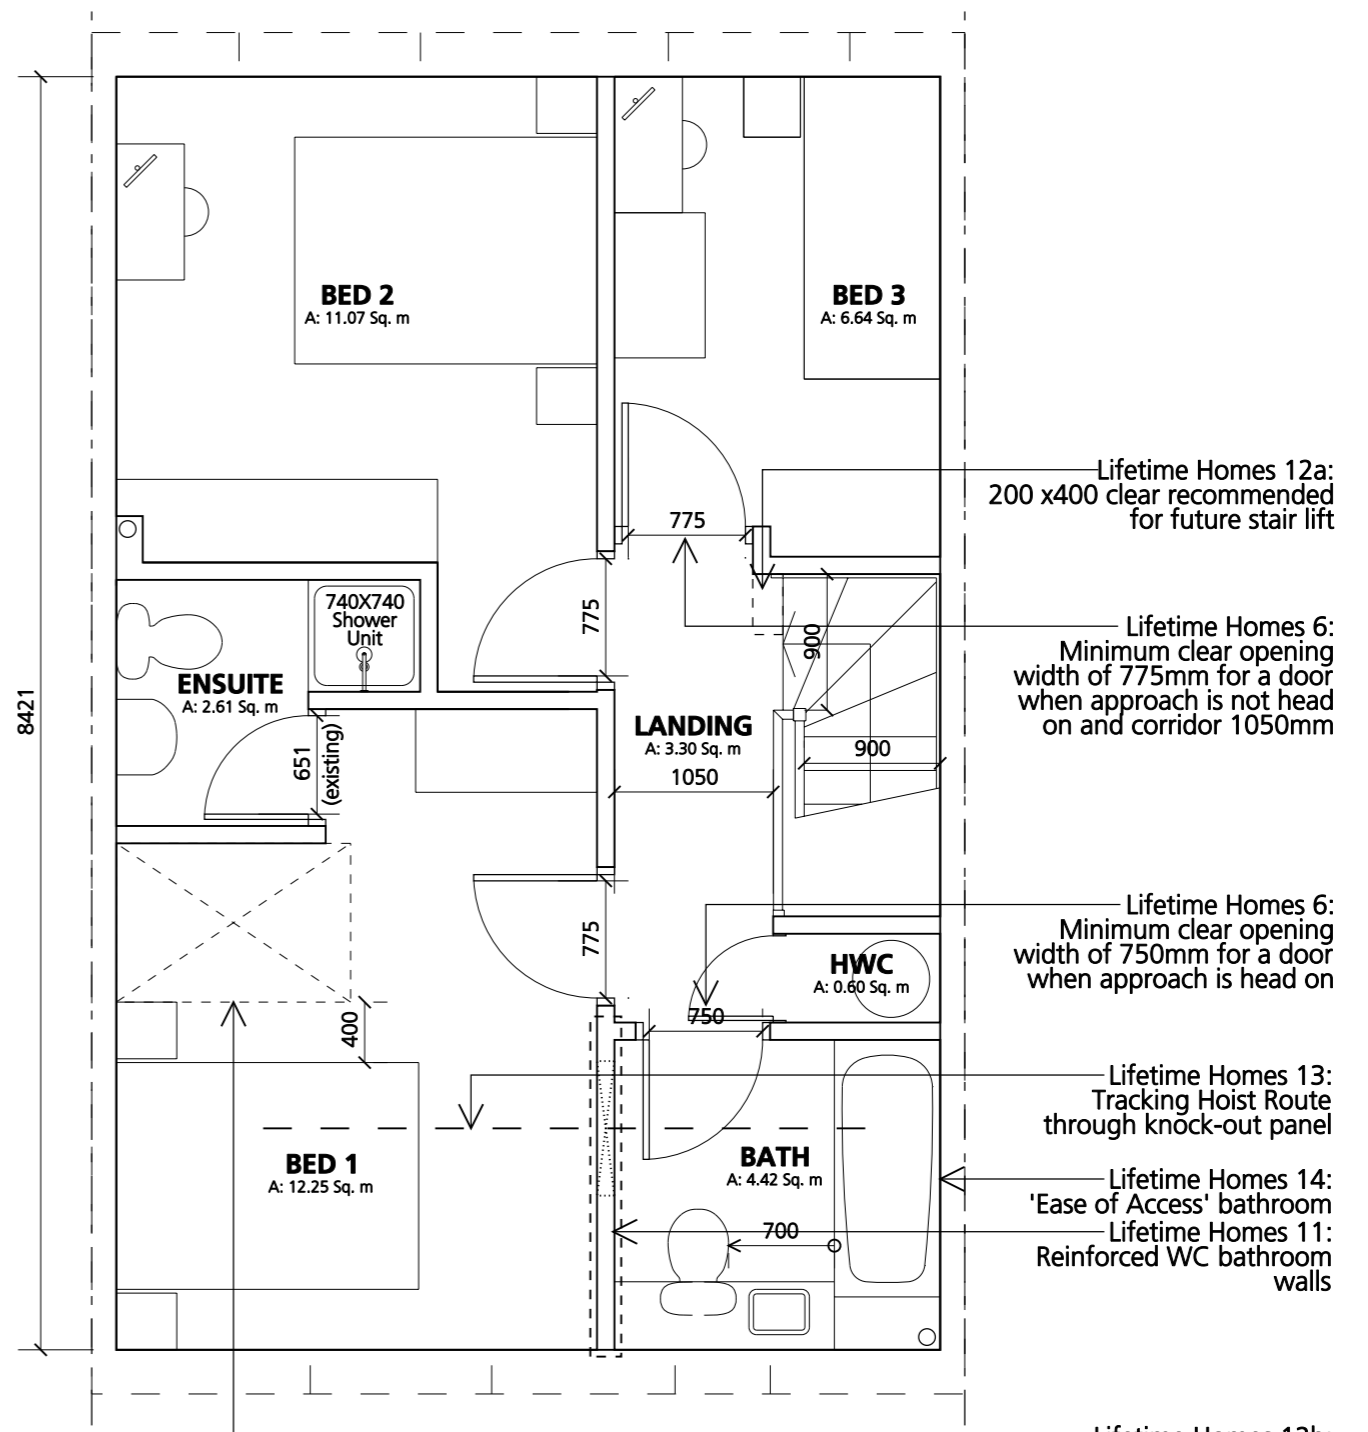 BED 2
A: 11.07 Sq. m
BED 3
A: 6.64 Sq. m
Lifetime Homes 12a:
200 x400 clear recommended
for future stair lift
775
775
740X740
Shower
Unit
900
Lifetime Homes 6:
Minimum clear opening
width of 775mm for a door
when approach is not head
on and corridor 1050mm
ENSUITE
A: 2.61 Sq. m
8421
651
(existing)
LANDING
A: 3.30 Sq. m
1050
900
775
Lifetime Homes 6:
Minimum clear opening
width of 750mm for a door
when approach is head on
HWC
A: 0.60 Sq. m
750
400
Lifetime Homes 13:
Tracking Hoist Route
through knock-out panel
BED 1
A: 12.25 Sq. m
BATH
A: 4.42 Sq. m
Lifetime Homes 14:
'Ease of Access' bathroom
700
Lifetime Homes 11:
Reinforced WC bathroom
walls
Lifetime Homes